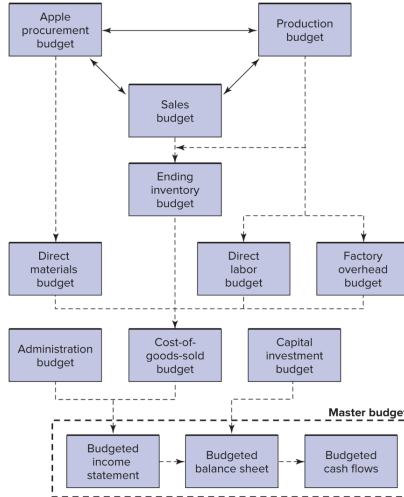 Apple
procurement
budget
Production
budget
Sales
budget
Ending
inventory
budget
Direct
materials
budget
Direct
labor
budget
Factory
overhead
budget
Administration
budget
Cost-of-
goods-sold
budget
Capital
investment
budget
Master budget
Budgeted
income
statement
Budgeted
balance sheet
Budgeted
cash flows